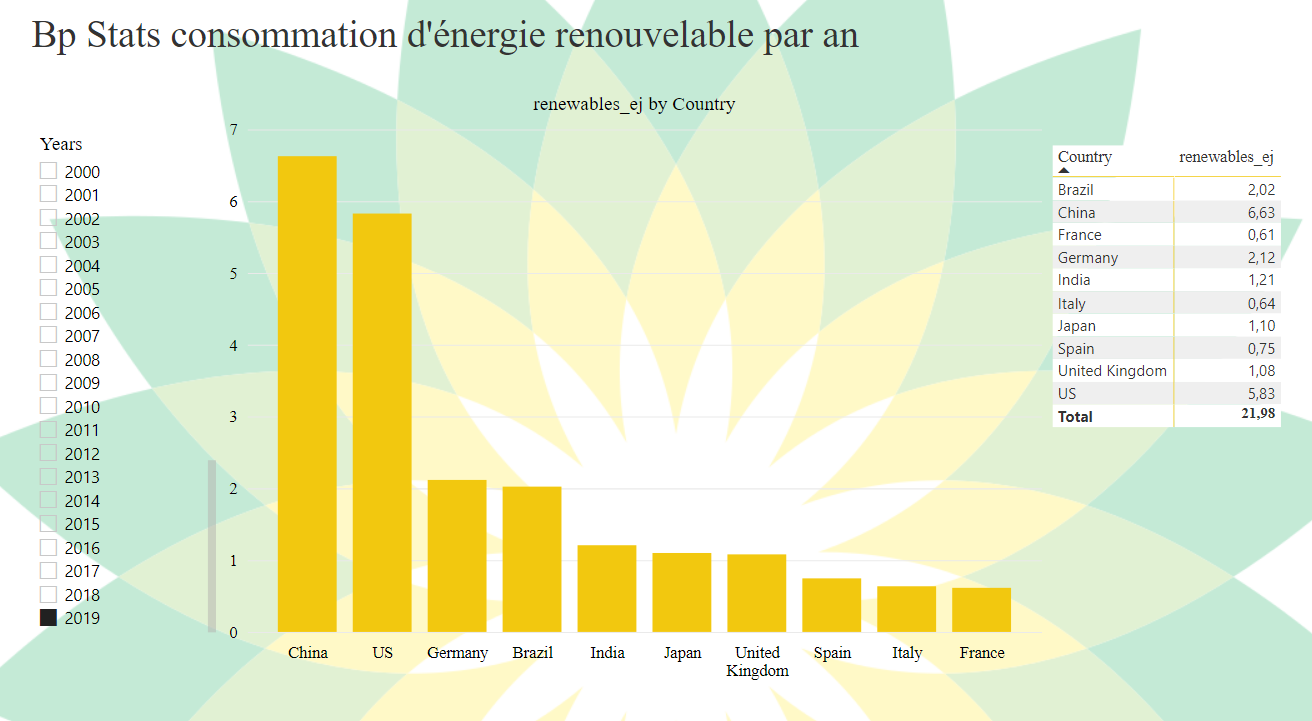 Bp Stats consommation d'énergie renouvelable par an
renewables_ej by Country
Years
2000
2001
2002
2003
2004
2005
2006
2007
2008
2009
2010
2011
2012
2013
2014
2015
2016
2017
2018
2019
7
6
5
4
3
2
1
0
China US Germany Brazil India Japan United Kingdom Spain Italy France
Country renewables_ej
Brazil 2,02
China 6,63
France 0,61
Germany 2,12
India 1,21
Italy 0,64
Japan 1,10
Spain 0,75
United Kingdom 1,08
US 5,83
Total 21,98